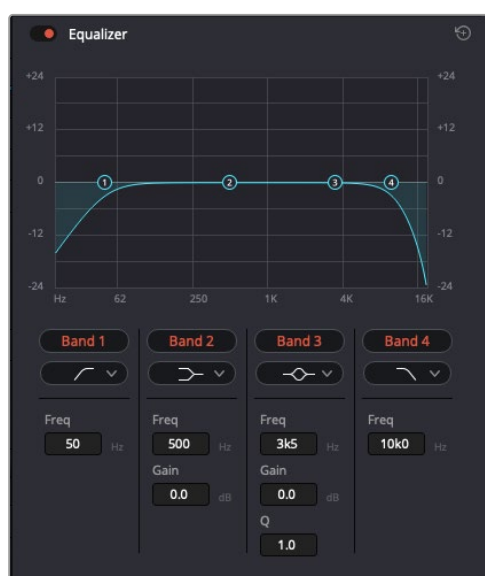 Equalizer
+24 +24
+12 +12
0 1 2 3 4 0
-12 -12
-24 -24
Hz 62 250 1K 4K 16K
Band 1 Band 2 Band 3 Band 4
Freq Freq Freq Freq
50 Hz 500 Hz 3k5 Hz 10k0 Hz
Gain Gain
0.0 dB 0.0 dB
Q
1.0